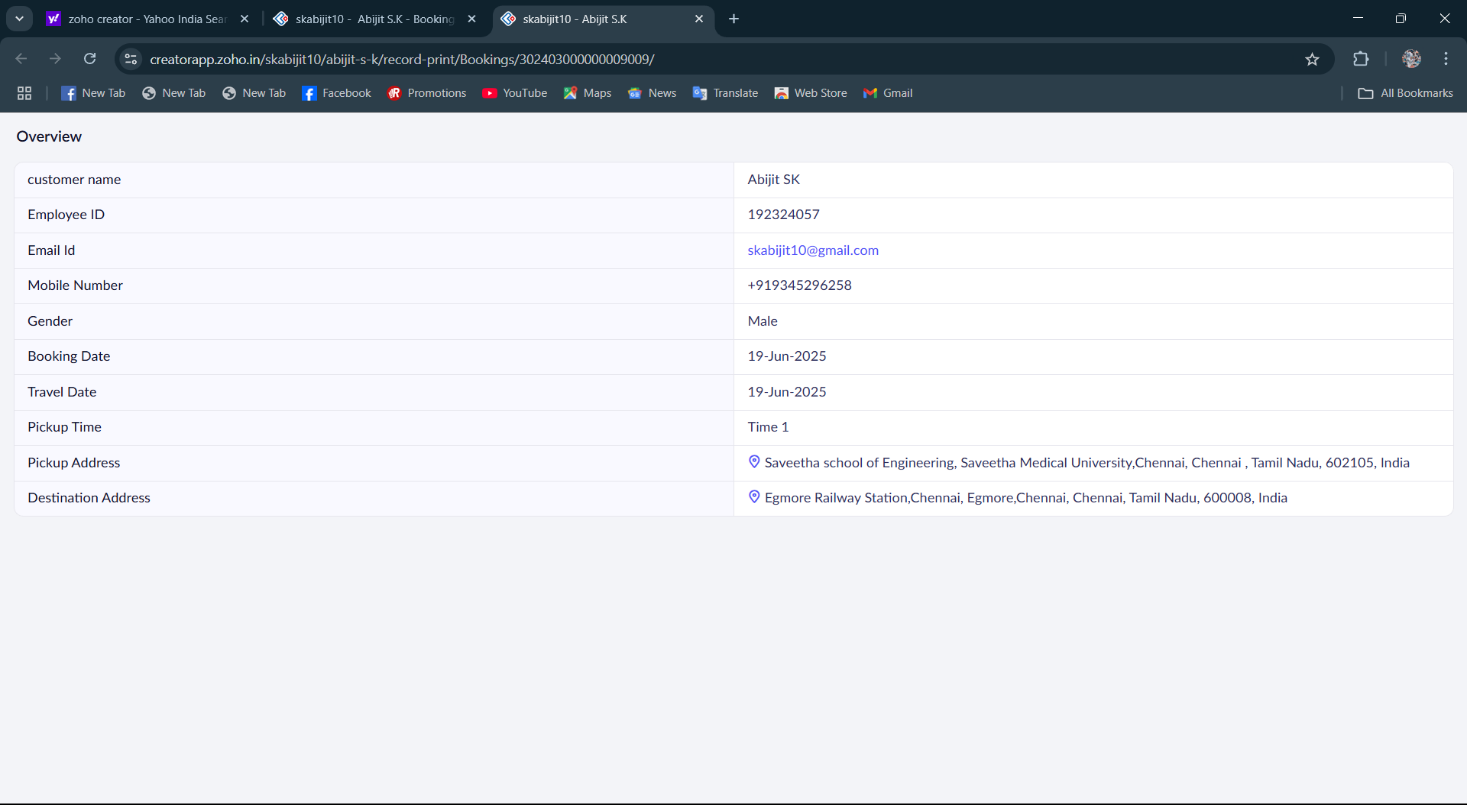 zoho creator - Yahoo India Sear
skabijit10 - Abijit S.K - Booking
skabijit10 - Abijit S.K
creatorapp.zoho.in/skabijit10/abijit-s-k/record-print/Bookings/302403000000009009/
New Tab New Tab New Tab Facebook Promotions YouTube Maps News Translate Web Store Gmail All Bookmarks
Overview
customer name Abijit SK
Employee ID 192324057
Email Id skabijit10@gmail.com
Mobile Number +919345296258
Gender Male
Booking Date 19-Jun-2025
Travel Date 19-Jun-2025
Pickup Time Time 1
Pickup Address Saveetha school of Engineering, Saveetha Medical University,Chennai, Chennai , Tamil Nadu, 602105, India
Destination Address Egmore Railway Station,Chennai, Egmore,Chennai, Chennai, Tamil Nadu, 600008, India